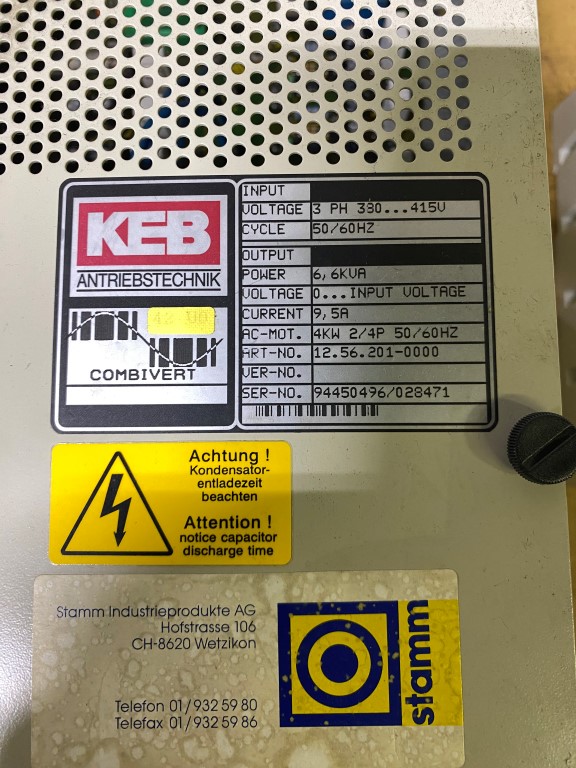 KEB
ANTRIEBSTECHNIK
COMBIVERT
INPUT
VOLTAGE 3 PH 380...415V
CYCLE 50/60HZ
OUTPUT
POWER 6,6KVA
VOLTAGE 0...INPUT VOLTAGE
CURRENT 9,5A
AC-MOT. 4KW 2/4P 50/60HZ
ART-NO. 12.56.201-0000
VER-NO.
SER-NO. 94450496/028471
Achtung !
Kondensator-
entladezeit
beachten
Attention !
notice capacitor
discharge time
Stamm Industrieprodukte AG
Hofstrasse 106
CH-8620 Wetzikon
Telefon 01/932 59 80
Telefax 01/932 59 86
stamm